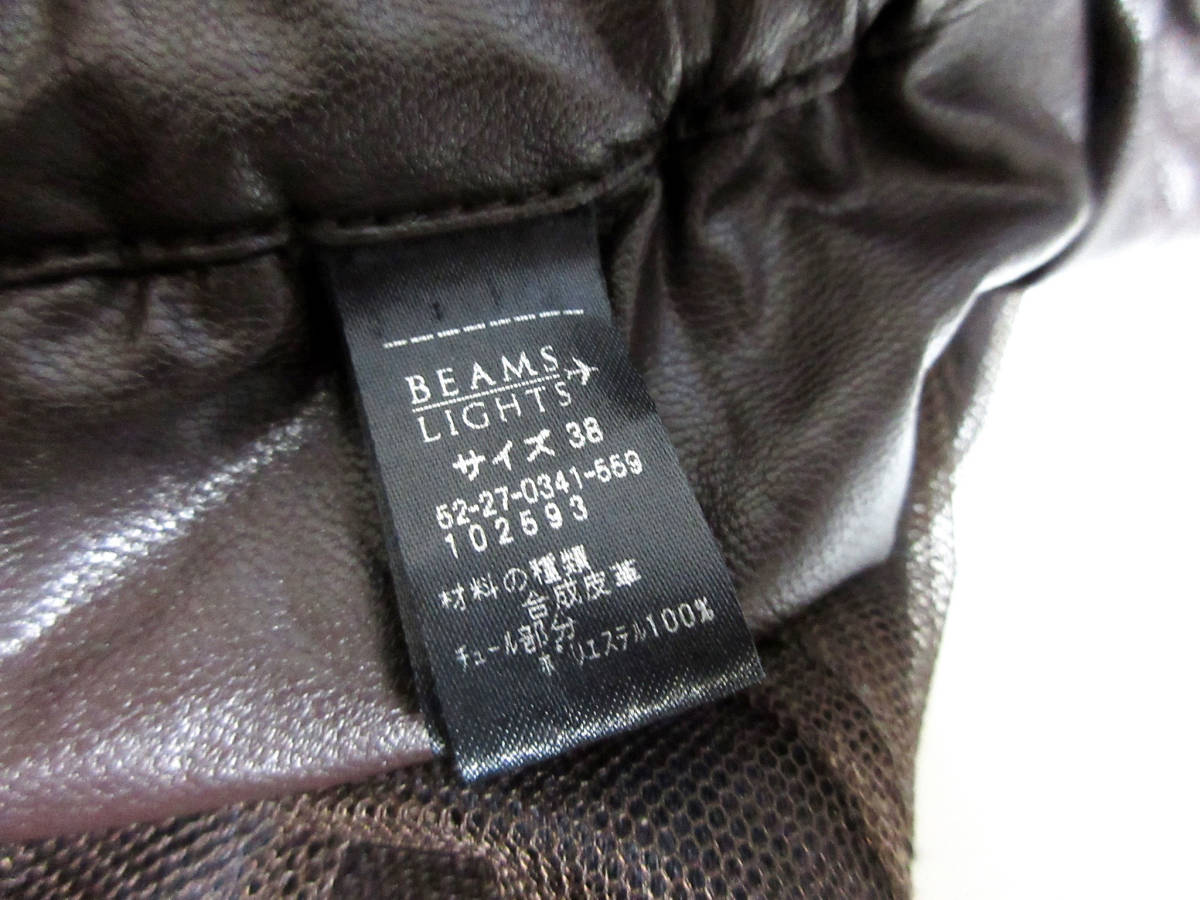 BEAMS
LIGHTS
サイズ 38
52-27-0341-559
102593
材料の種類
合成皮革
チュール部分
ポリエステル100%